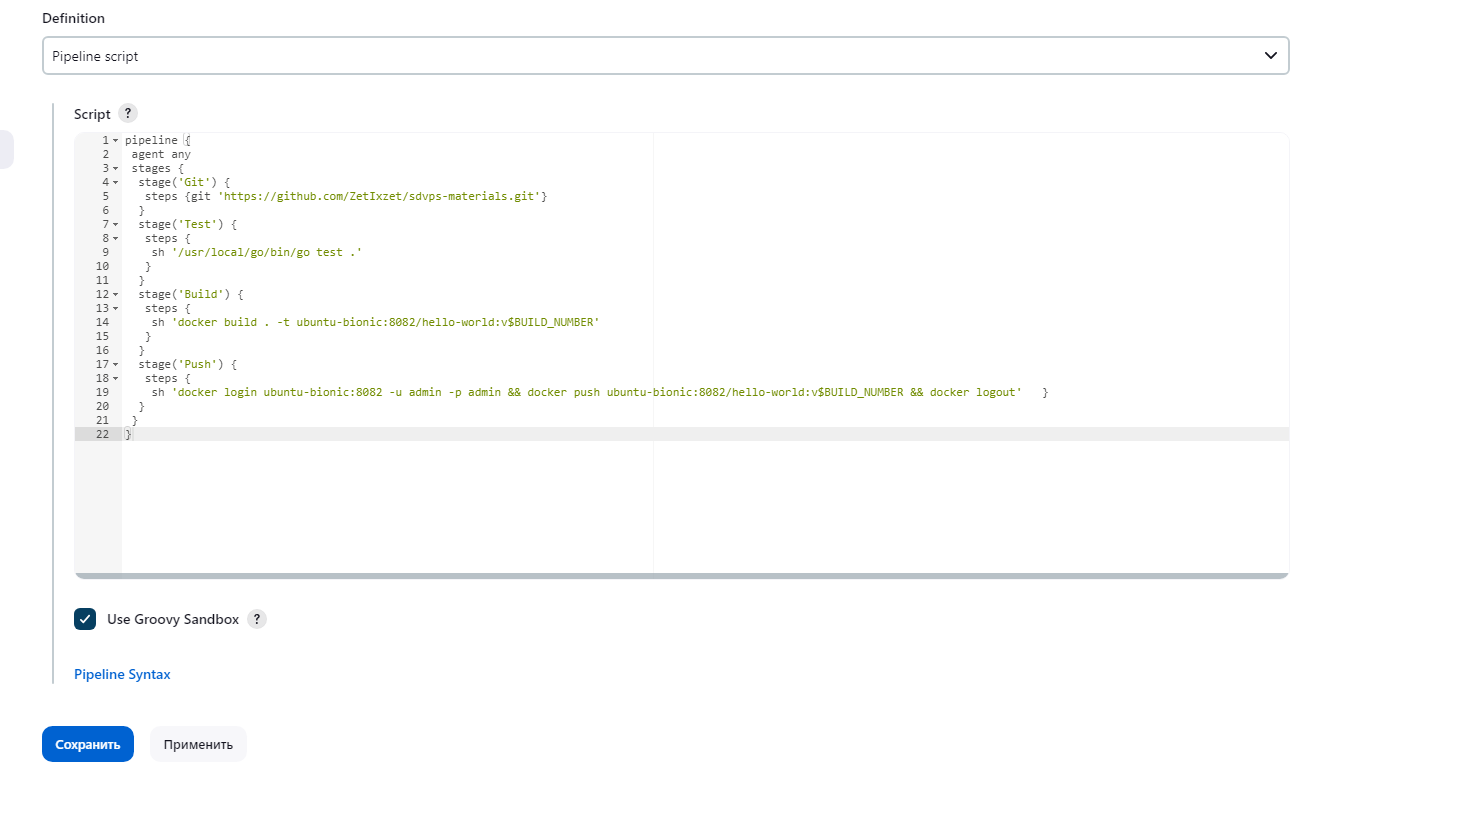 Definition
Pipeline script
Script ?
1 pipeline {
2  agent any
3  stages {
4   stage('Git') {
5    steps {git 'https://github.com/ZetIxzet/sdvps-materials.git'}
6   }
7   stage('Test') {
8    steps {
9     sh '/usr/local/go/bin/go test .'
10    }
11   }
12   stage('Build') {
13    steps {
14     sh 'docker build . -t ubuntu-bionic:8082/hello-world:v$BUILD_NUMBER'
15    }
16   }
17   stage('Push') {
18    steps {
19     sh 'docker login ubuntu-bionic:8082 -u admin -p admin && docker push ubuntu-bionic:8082/hello-world:v$BUILD_NUMBER && docker logout'   }
20   }
21  }
22 }
Use Groovy Sandbox ?
Pipeline Syntax
Сохранить Применить